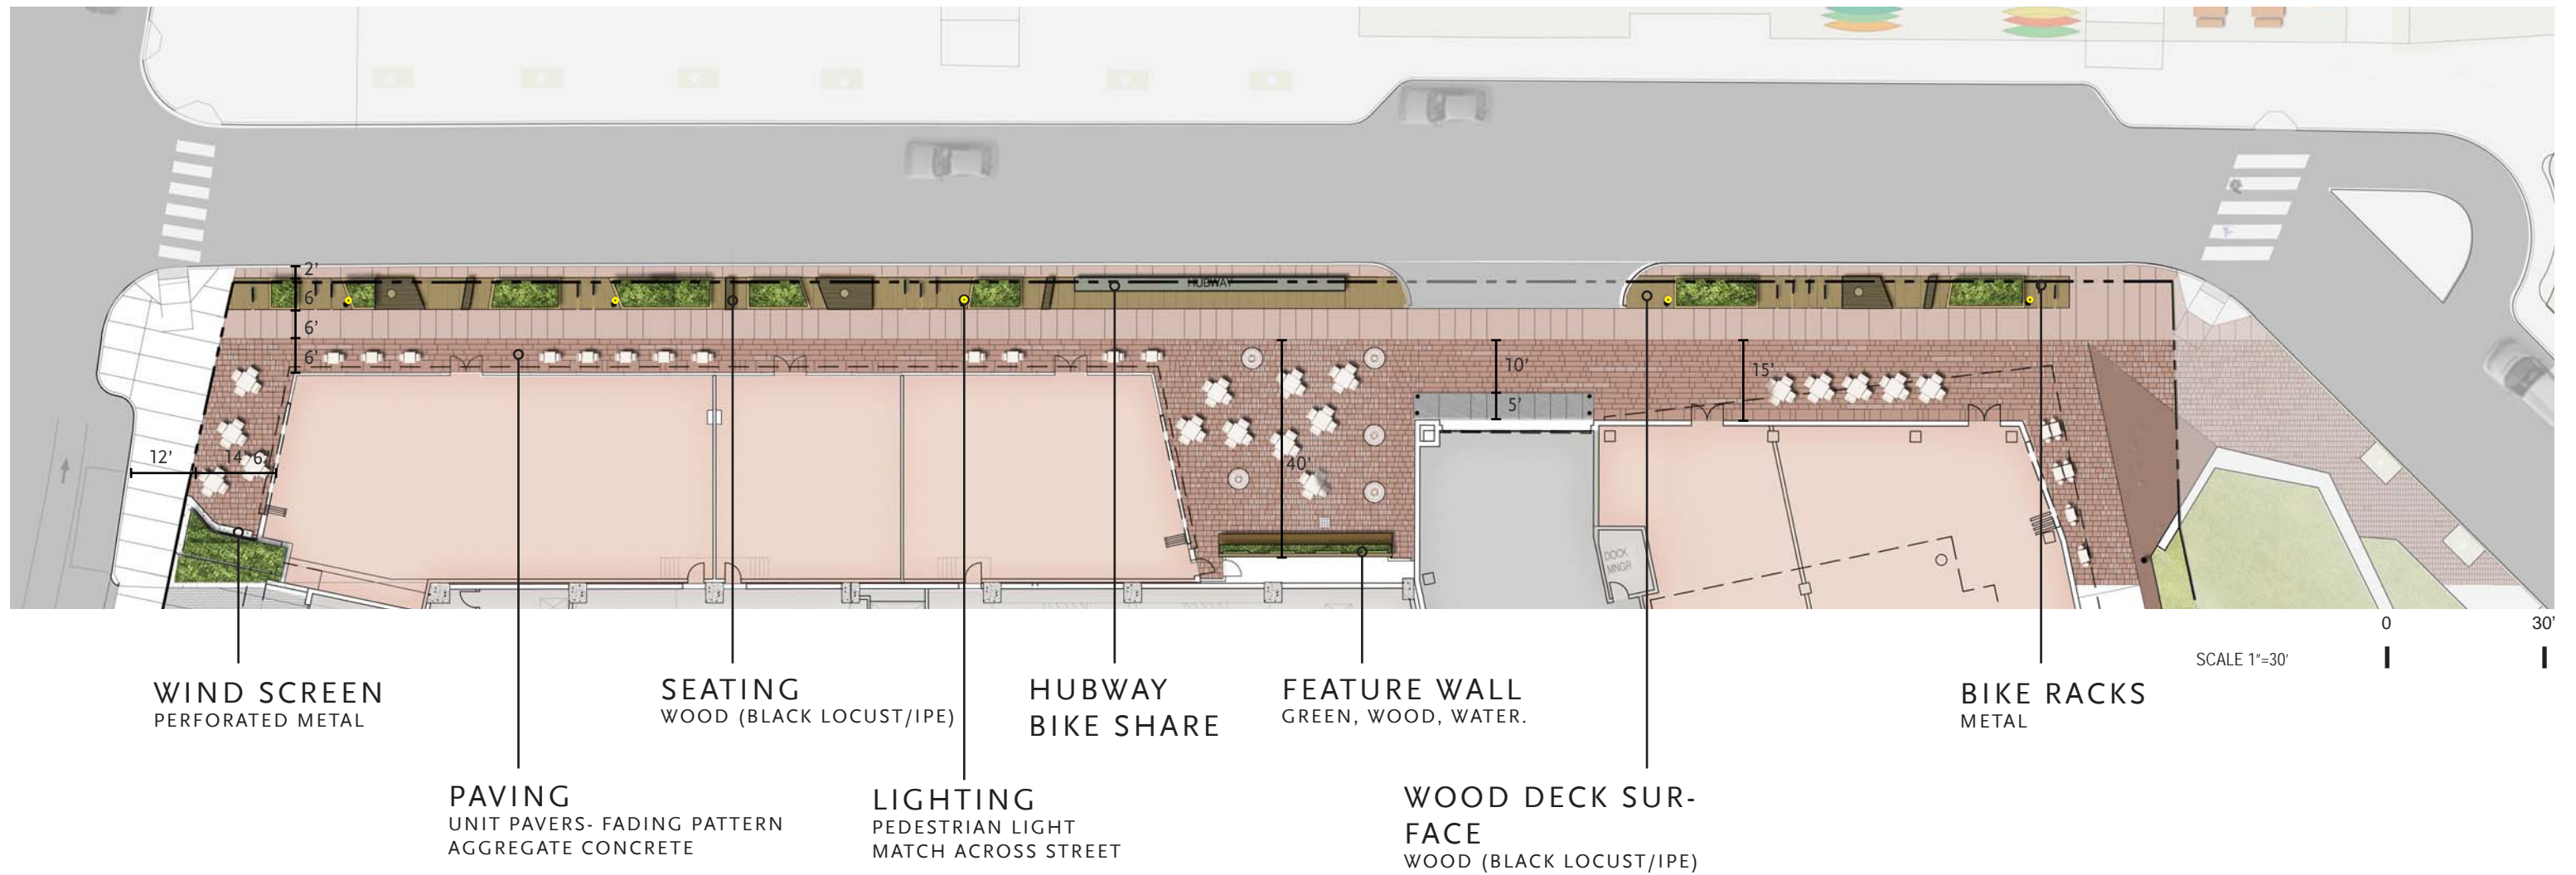 HUBWAY
2'
6'
6'
6'
10'
15'
5'
12'
14'6"
40'
DOCK
MNGR
0
30'
SCALE 1"=30'
WIND SCREEN
PERFORATED METAL
SEATING
WOOD (BLACK LOCUST/IPE)
HUBWAY
BIKE SHARE
FEATURE WALL
GREEN, WOOD, WATER.
BIKE RACKS
METAL
PAVING
UNIT PAVERS- FADING PATTERN
AGGREGATE CONCRETE
LIGHTING
PEDESTRIAN LIGHT
MATCH ACROSS STREET
WOOD DECK SUR-
FACE
WOOD (BLACK LOCUST/IPE)